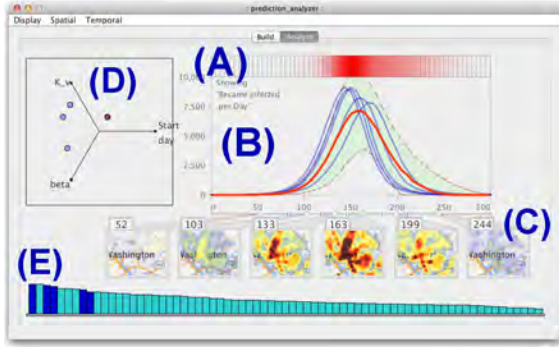 prediction_analyzer
Display Spatial Temporal
Build Analyze
(A)
(D)
K_v
Start
day
beta
10,000
Showing
'Became infected
per Day'
7,500
5,000
2,500
0
(B)
0 50 100 150 200 250 300
(C)
52 103 133 163 199 244
Washington Washington Washington
(E)